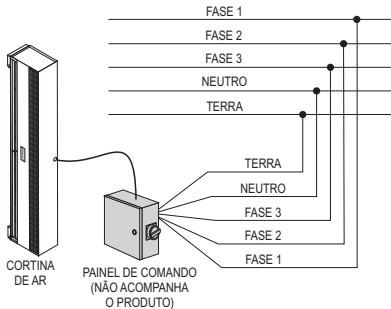 FASE 1
FASE 2
FASE 3
NEUTRO
TERRA
TERRA
NEUTRO
FASE 3
FASE 2
FASE 1
CORTINA
DE AR
PAINEL DE COMANDO
(NÃO ACOMPANHA
O PRODUTO)